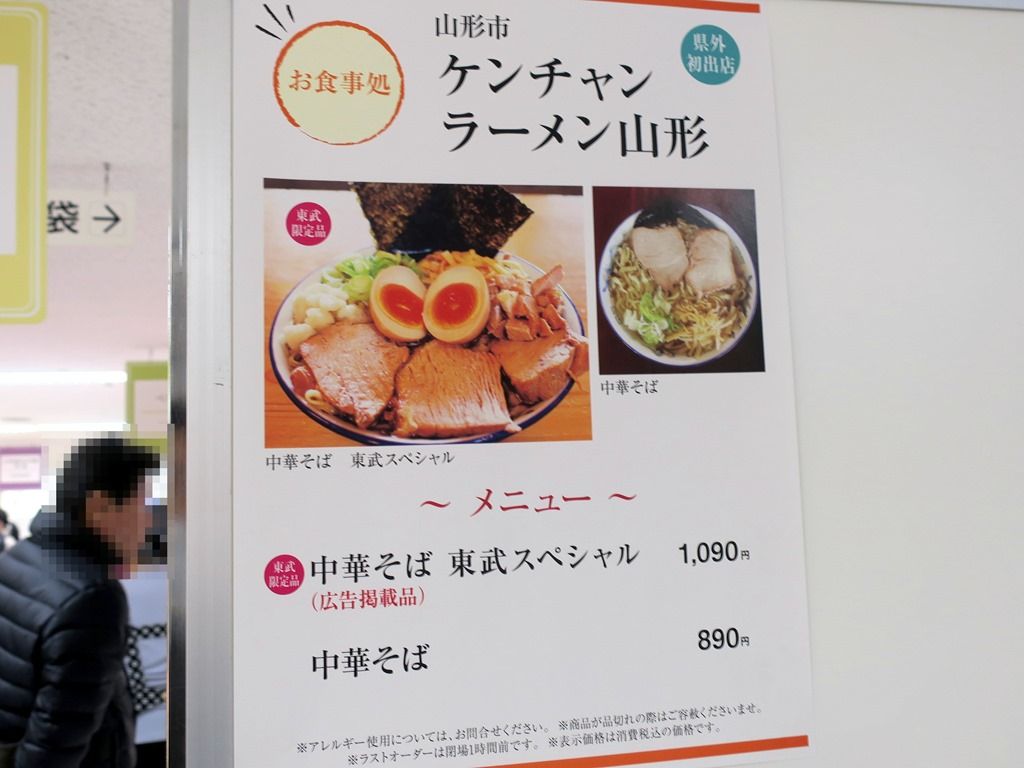 お食事処
山形市
ケンチャン
ラーメン山形
県外
初出店
袋 →
東武
限定品
中華そば 東武スペシャル
中華そば
～ メニュー ～
東武
限定品
中華そば 東武スペシャル 1,090円
(広告掲載品)
中華そば 890円
※アレルギー使用については、お問合せください。 ※商品が品切れの際はご容赦くださいませ。
※ラストオーダーは閉場1時間前です。 ※表示価格は消費税込の価格です。